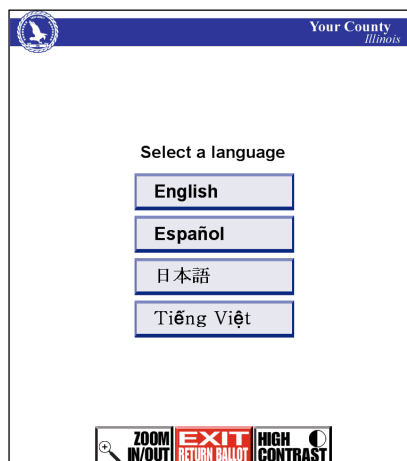 Your County
Illinois
Select a language
English
Español
日本語
Tiếng Việt
ZOOM IN/OUT
EXIT RETURN BALLOT
HIGH CONTRAST